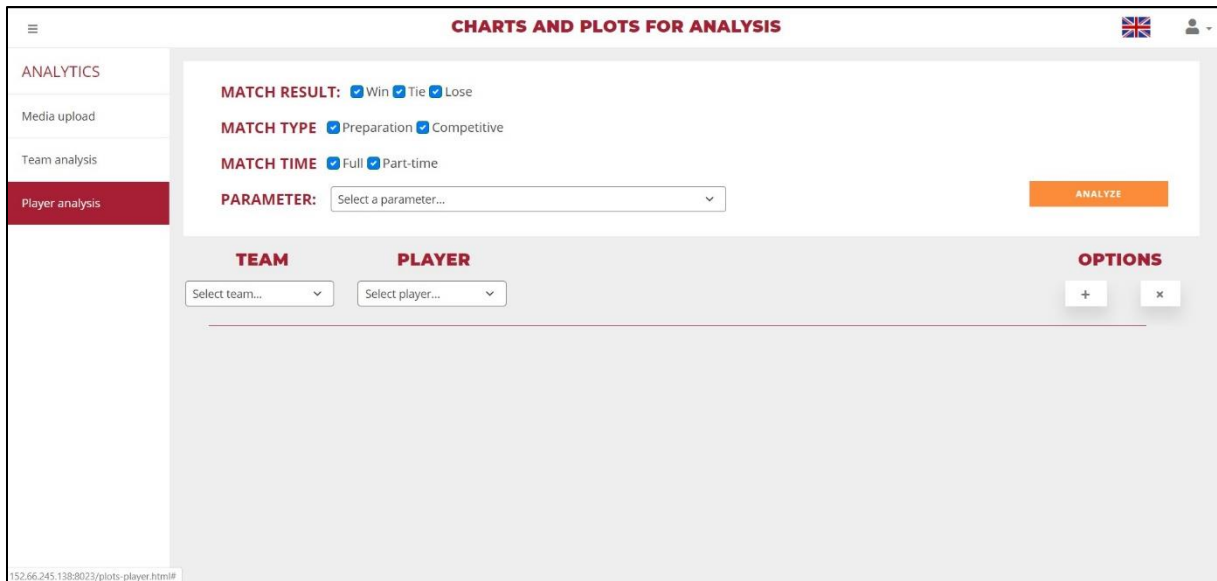 CHARTS AND PLOTS FOR ANALYSIS
ANALYTICS
Media upload
Team analysis
Player analysis
MATCH RESULT: Win Tie Lose
MATCH TYPE Preparation Competitive
MATCH TIME Full Part-time
PARAMETER: Select a parameter...
ANALYZE
TEAM PLAYER OPTIONS
Select team... Select player... + ×
152.66.245.138:8023/plots-player.html#